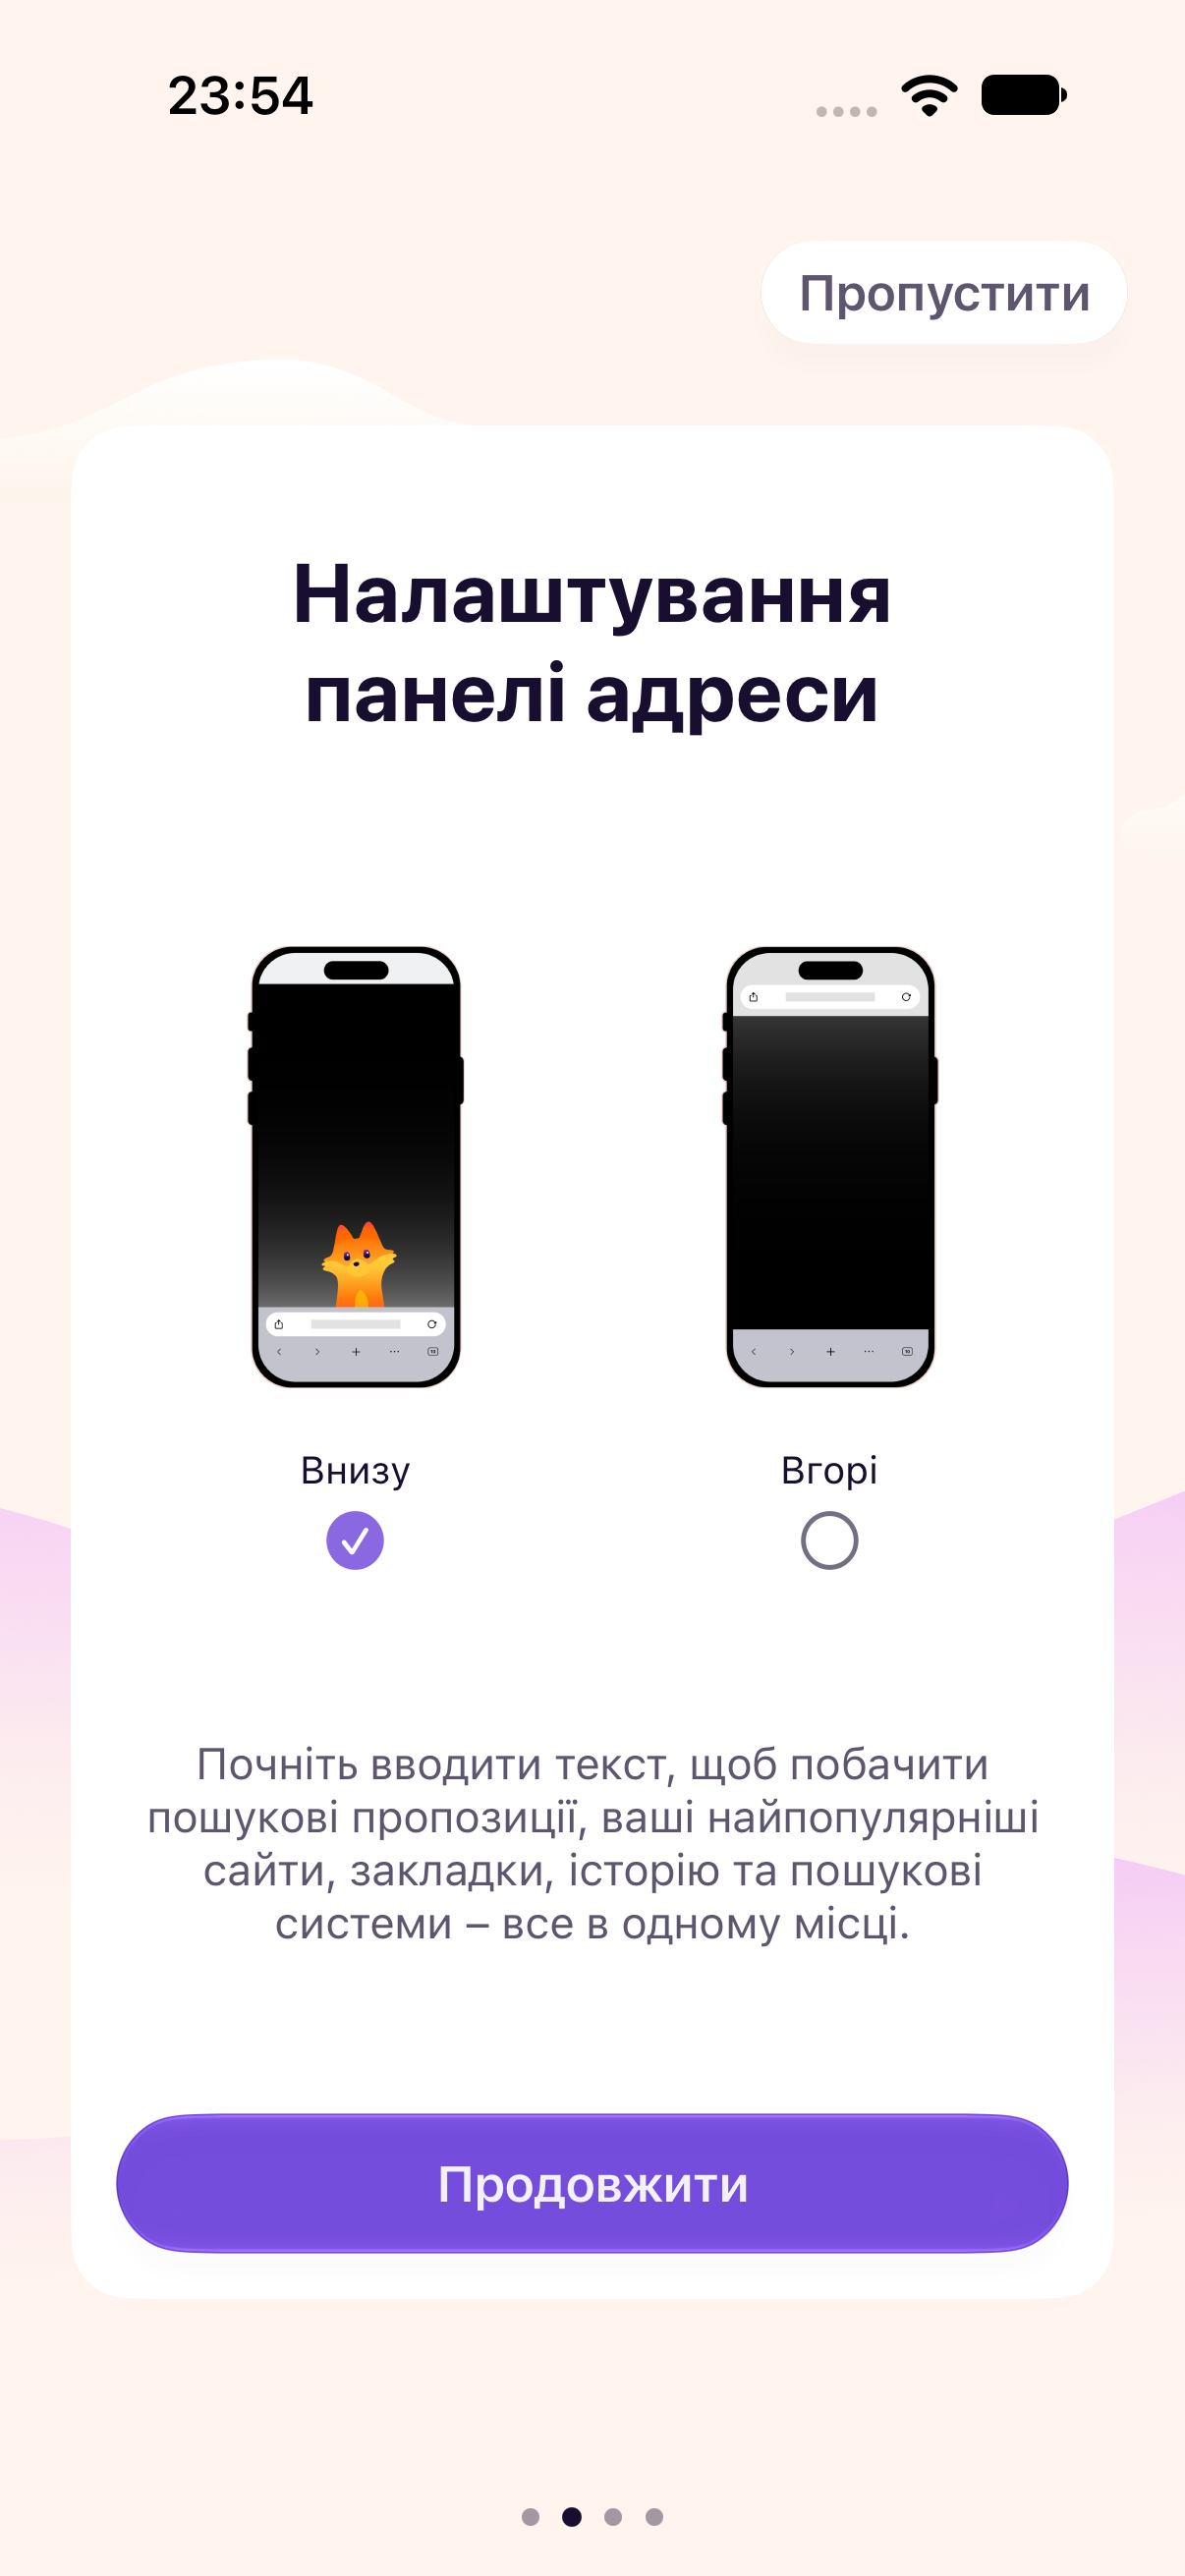 23:54
Пропустити
Налаштування
панелі адреси
Внизу
Вгорі
Почніть вводити текст, щоб побачити
пошукові пропозиції, ваші найпопулярніші
сайти, закладки, історію та пошукові
системи – все в одному місці.
Продовжити